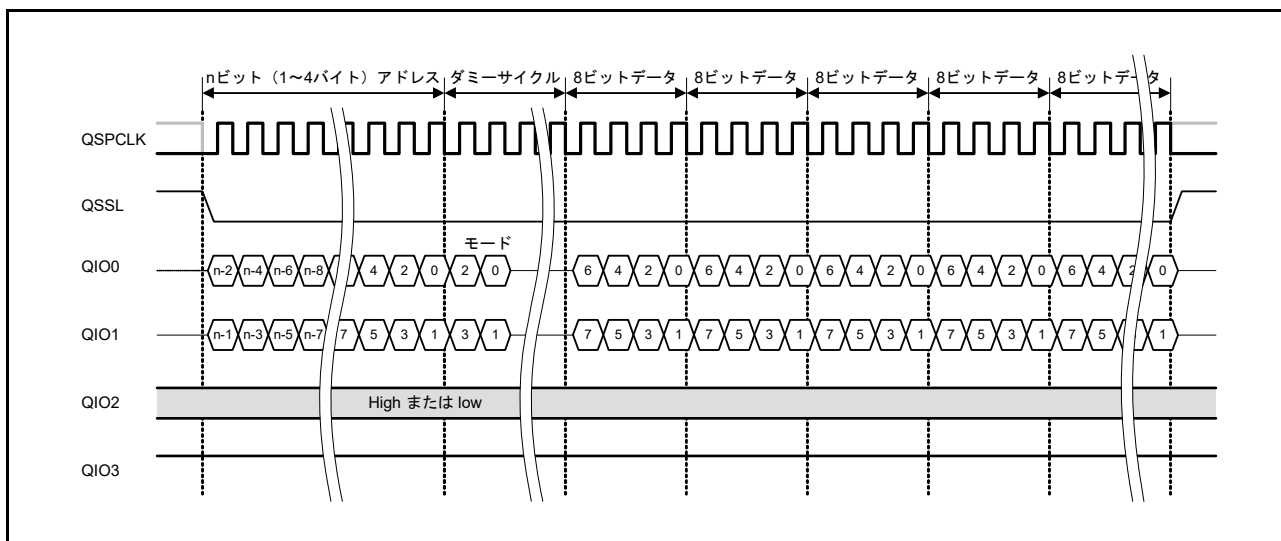 nビット（1～4バイト）アドレス ダミーサイクル 8ビットデータ 8ビットデータ 8ビットデータ 8ビットデータ 8ビットデータ
QSPCLK
QSSL
モード
QIO0 n-2 n-4 n-6 n-8 4 2 0 2 0 6 4 2 0 6 4 2 0 6 4 2 0 6 4 2 0 6 4 2 0
QIO1 n-1 n-3 n-5 n-7 7 5 3 1 3 1 7 5 3 1 7 5 3 1 7 5 3 1 7 5 3 1 7 5 1
QIO2 High または low
QIO3